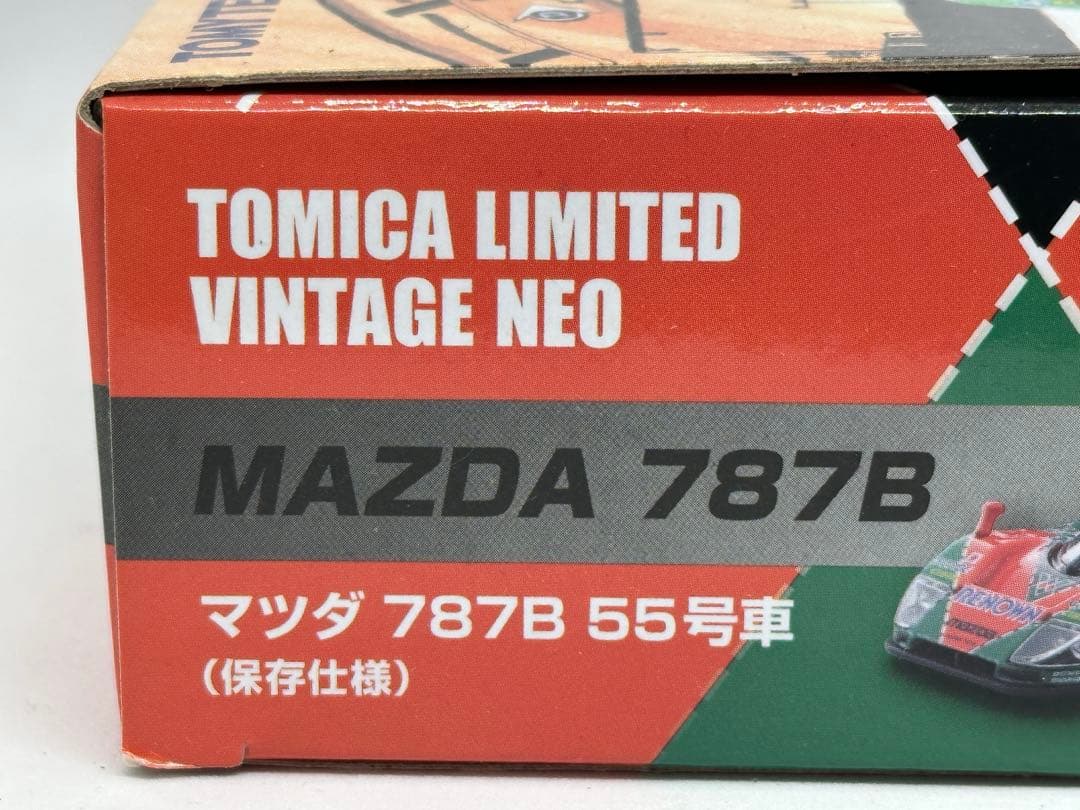 TOMYTE
TOMICA LIMITED
VINTAGE NEO
MAZDA 787B
マツダ 787B 55号車
(保存仕様)
RENOWN